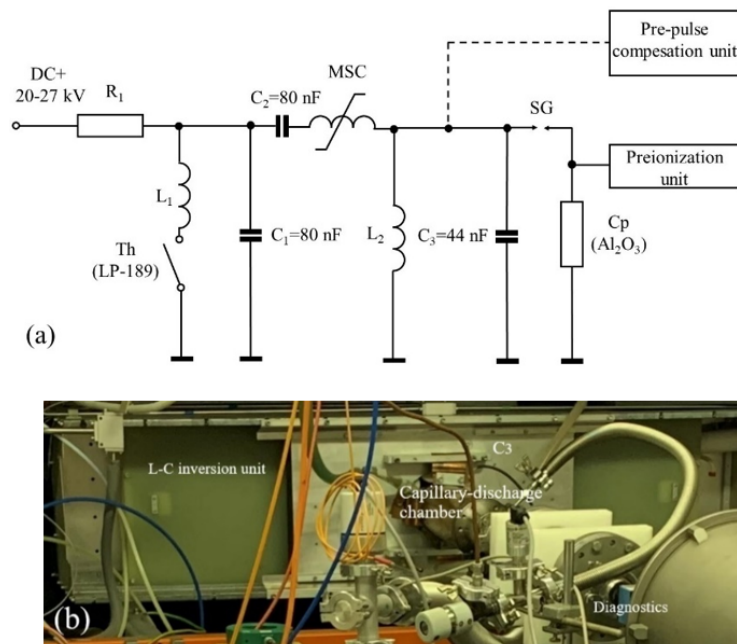 Pre-pulse
compesation unit
DC+
20-27 kV
R₁
C₂=80 nF
MSC
SG
Preionization
unit
L₁
Th
(LP-189)
C₁=80 nF
L₂
C₃=44 nF
Cp
(Al₂O₃)
(a)
L-C inversion unit
C3
Capillary-discharge
chamber
Diagnostics
(b)